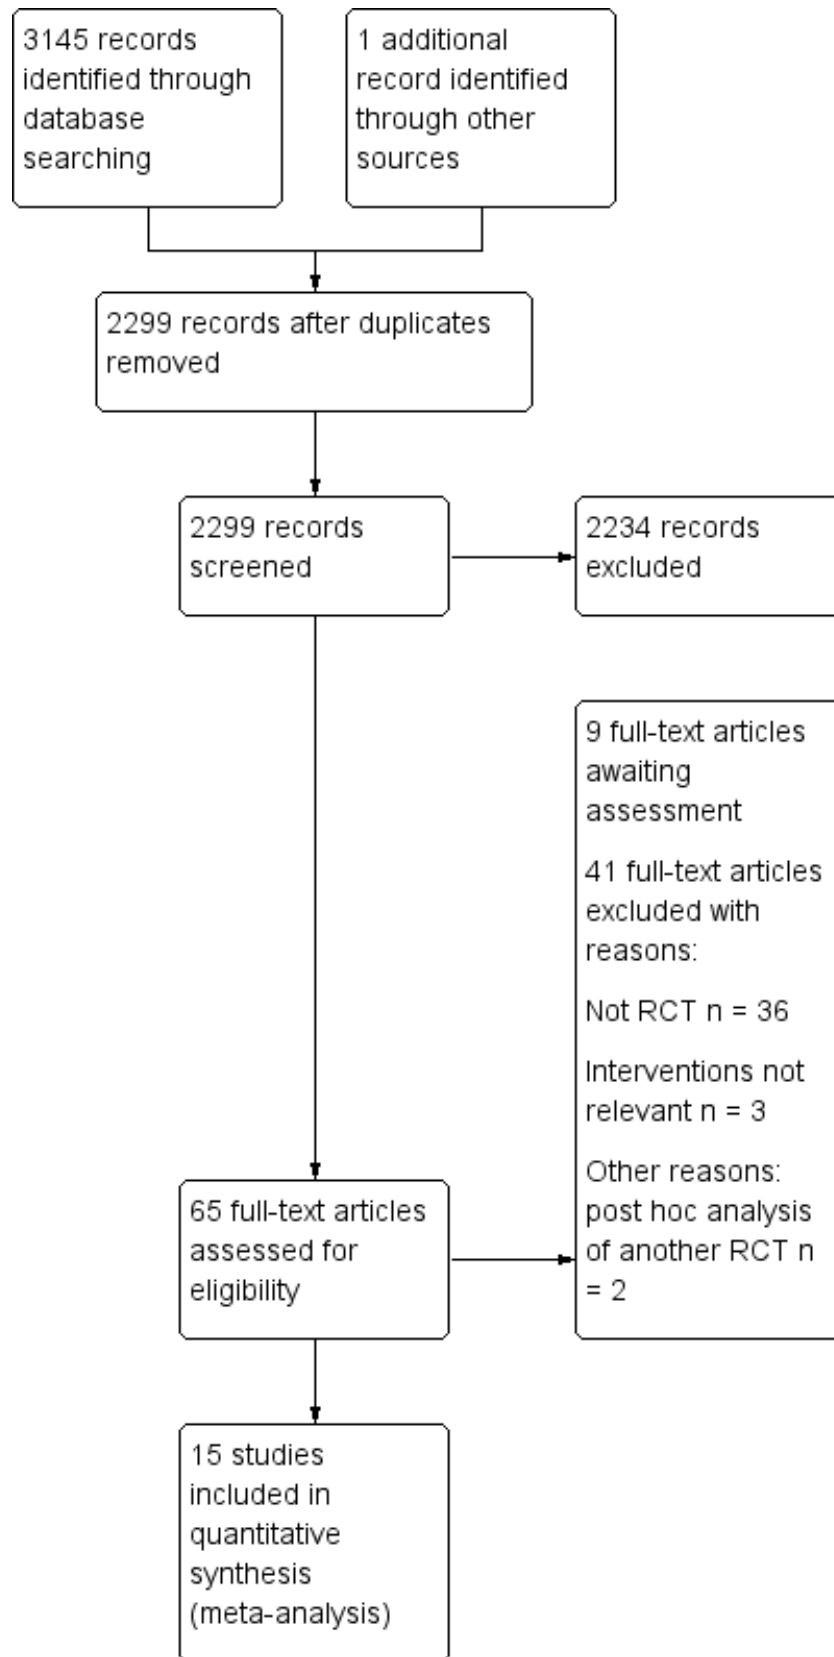 3145 records
identified through
database
searching
1 additional
record identified
through other
sources
2299 records after duplicates
removed
2299 records
screened
2234 records
excluded
9 full-text articles
awaiting
assessment
41 full-text articles
excluded with
reasons:
Not RCT n = 36
Interventions not
relevant n = 3
Other reasons:
post hoc analysis
of another RCT n
= 2
65 full-text articles
assessed for
eligibility
15 studies
included in
quantitative
synthesis
(meta-analysis)